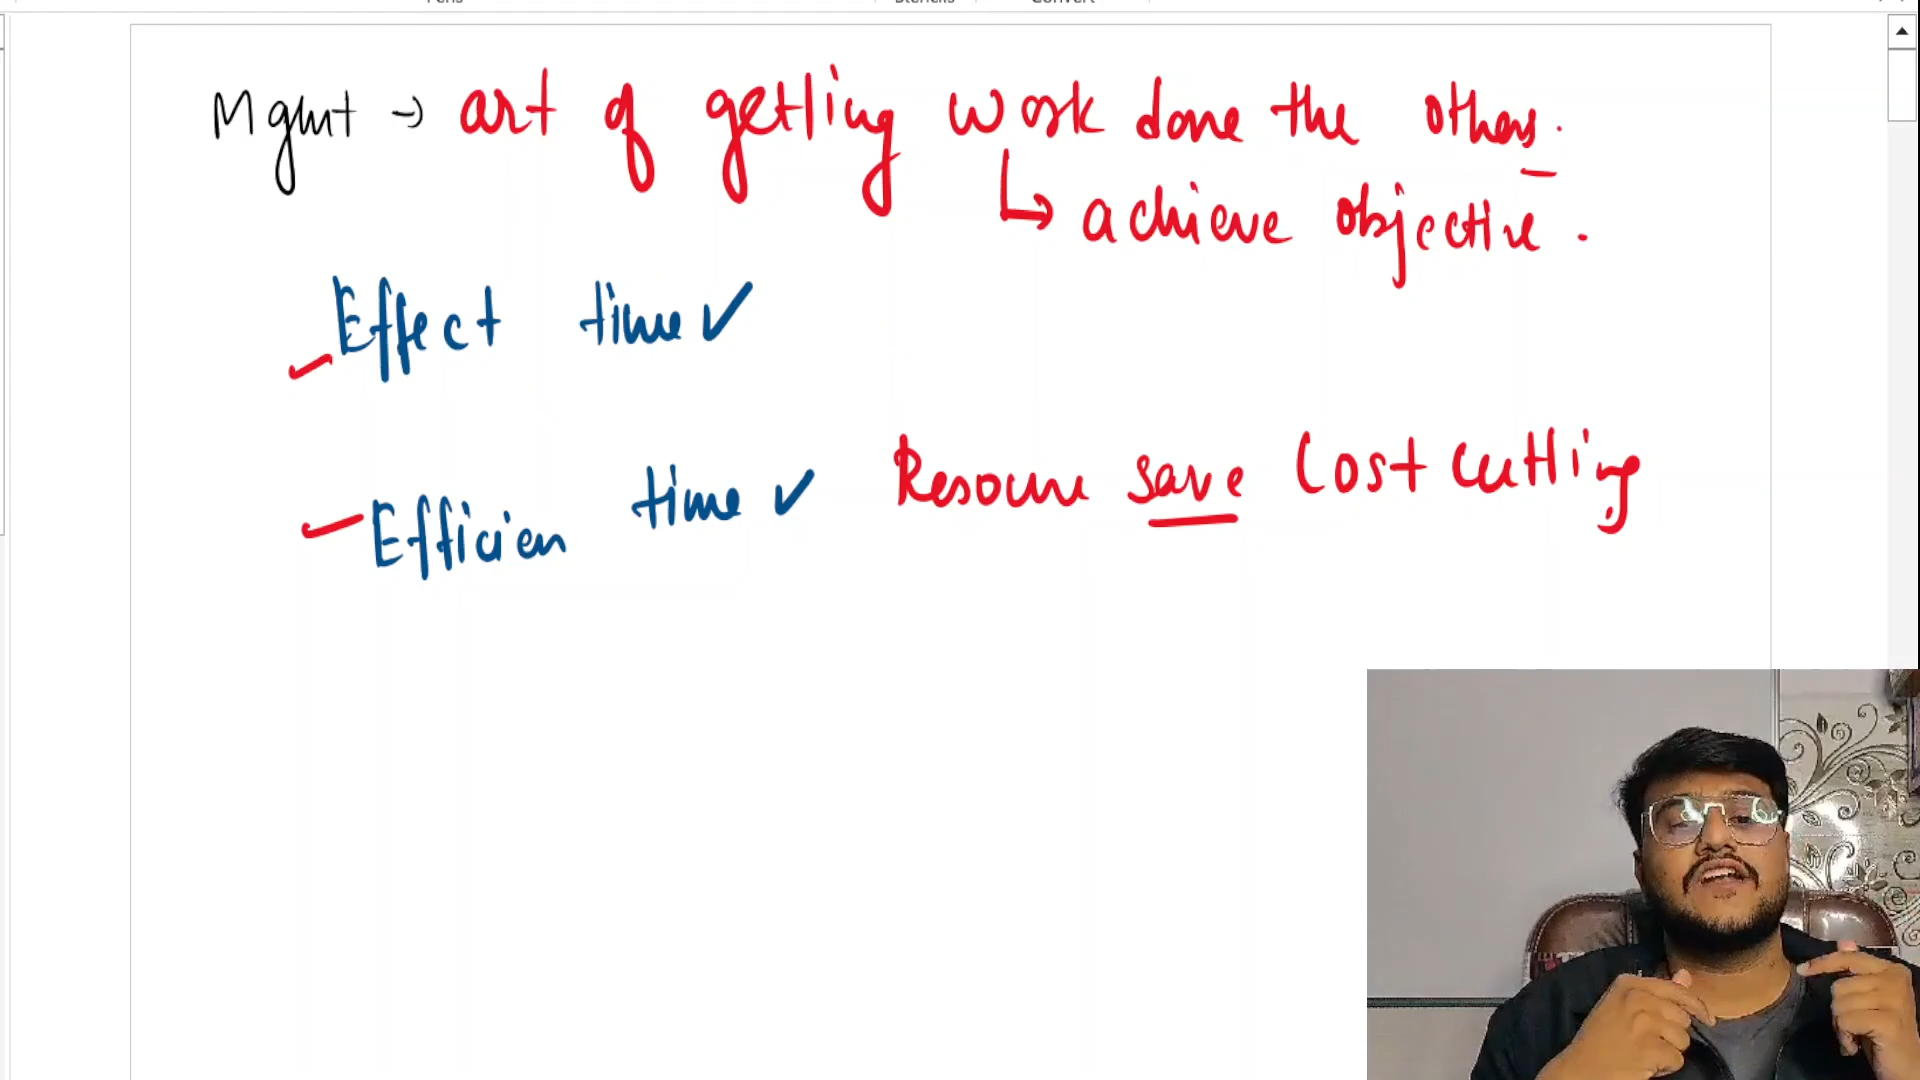 Mgmt → art of getting work done the others.
↳ achieve objective.
Effect time ✓
Efficien time ✓ Resource save Cost cutting